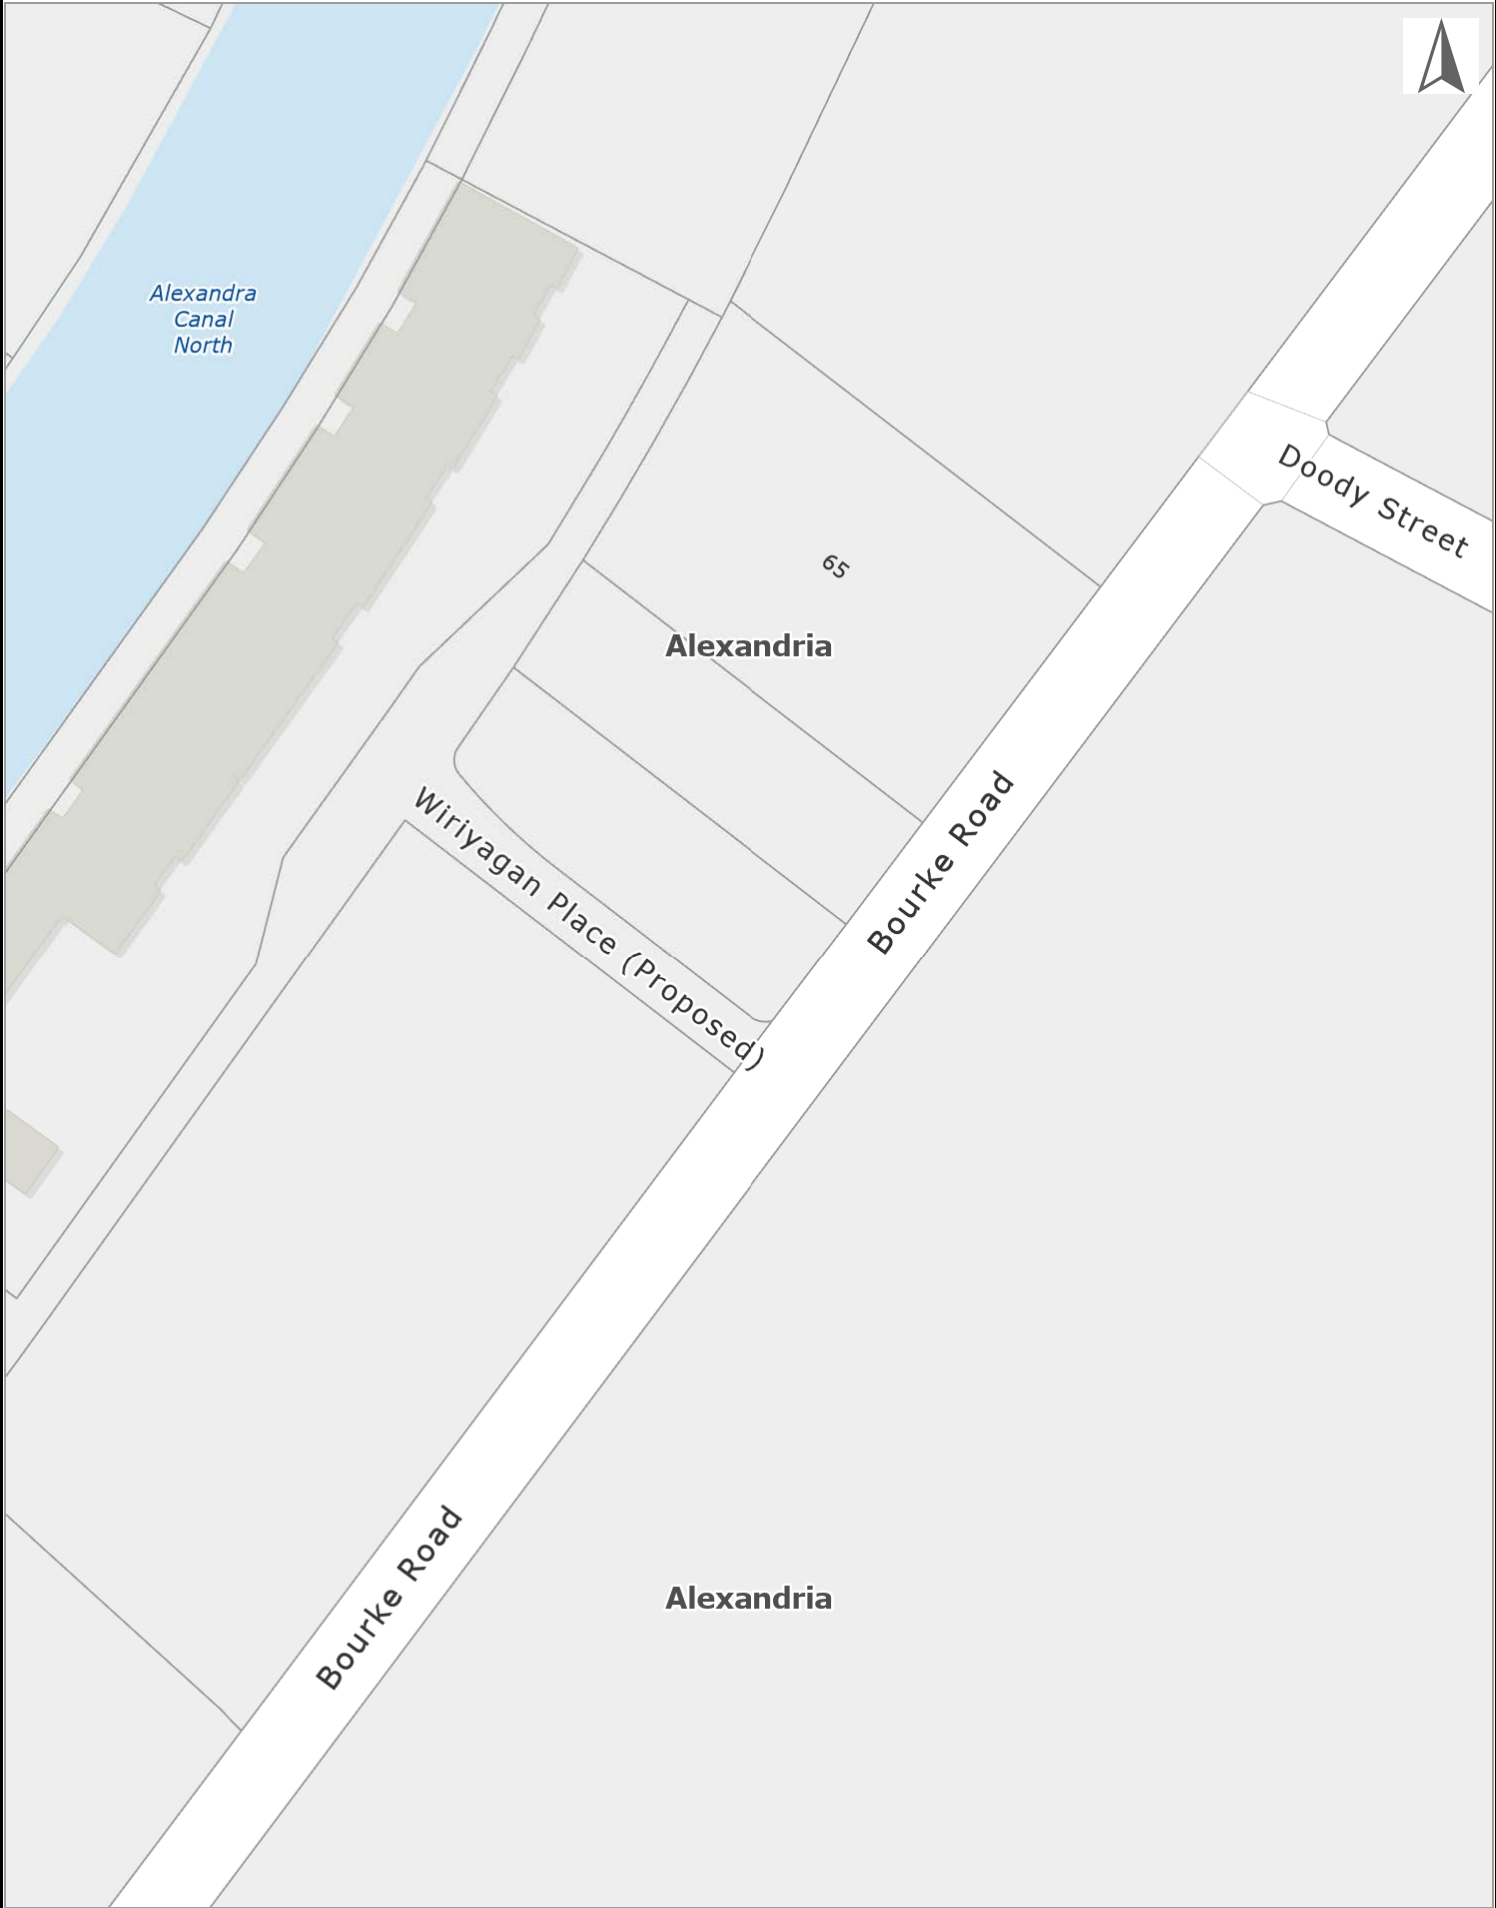 Alexandra
Canal
North
Doody Street
65
Alexandria
Bourke Road
Wiriyagan Place (Proposed)
Bourke Road
Alexandria